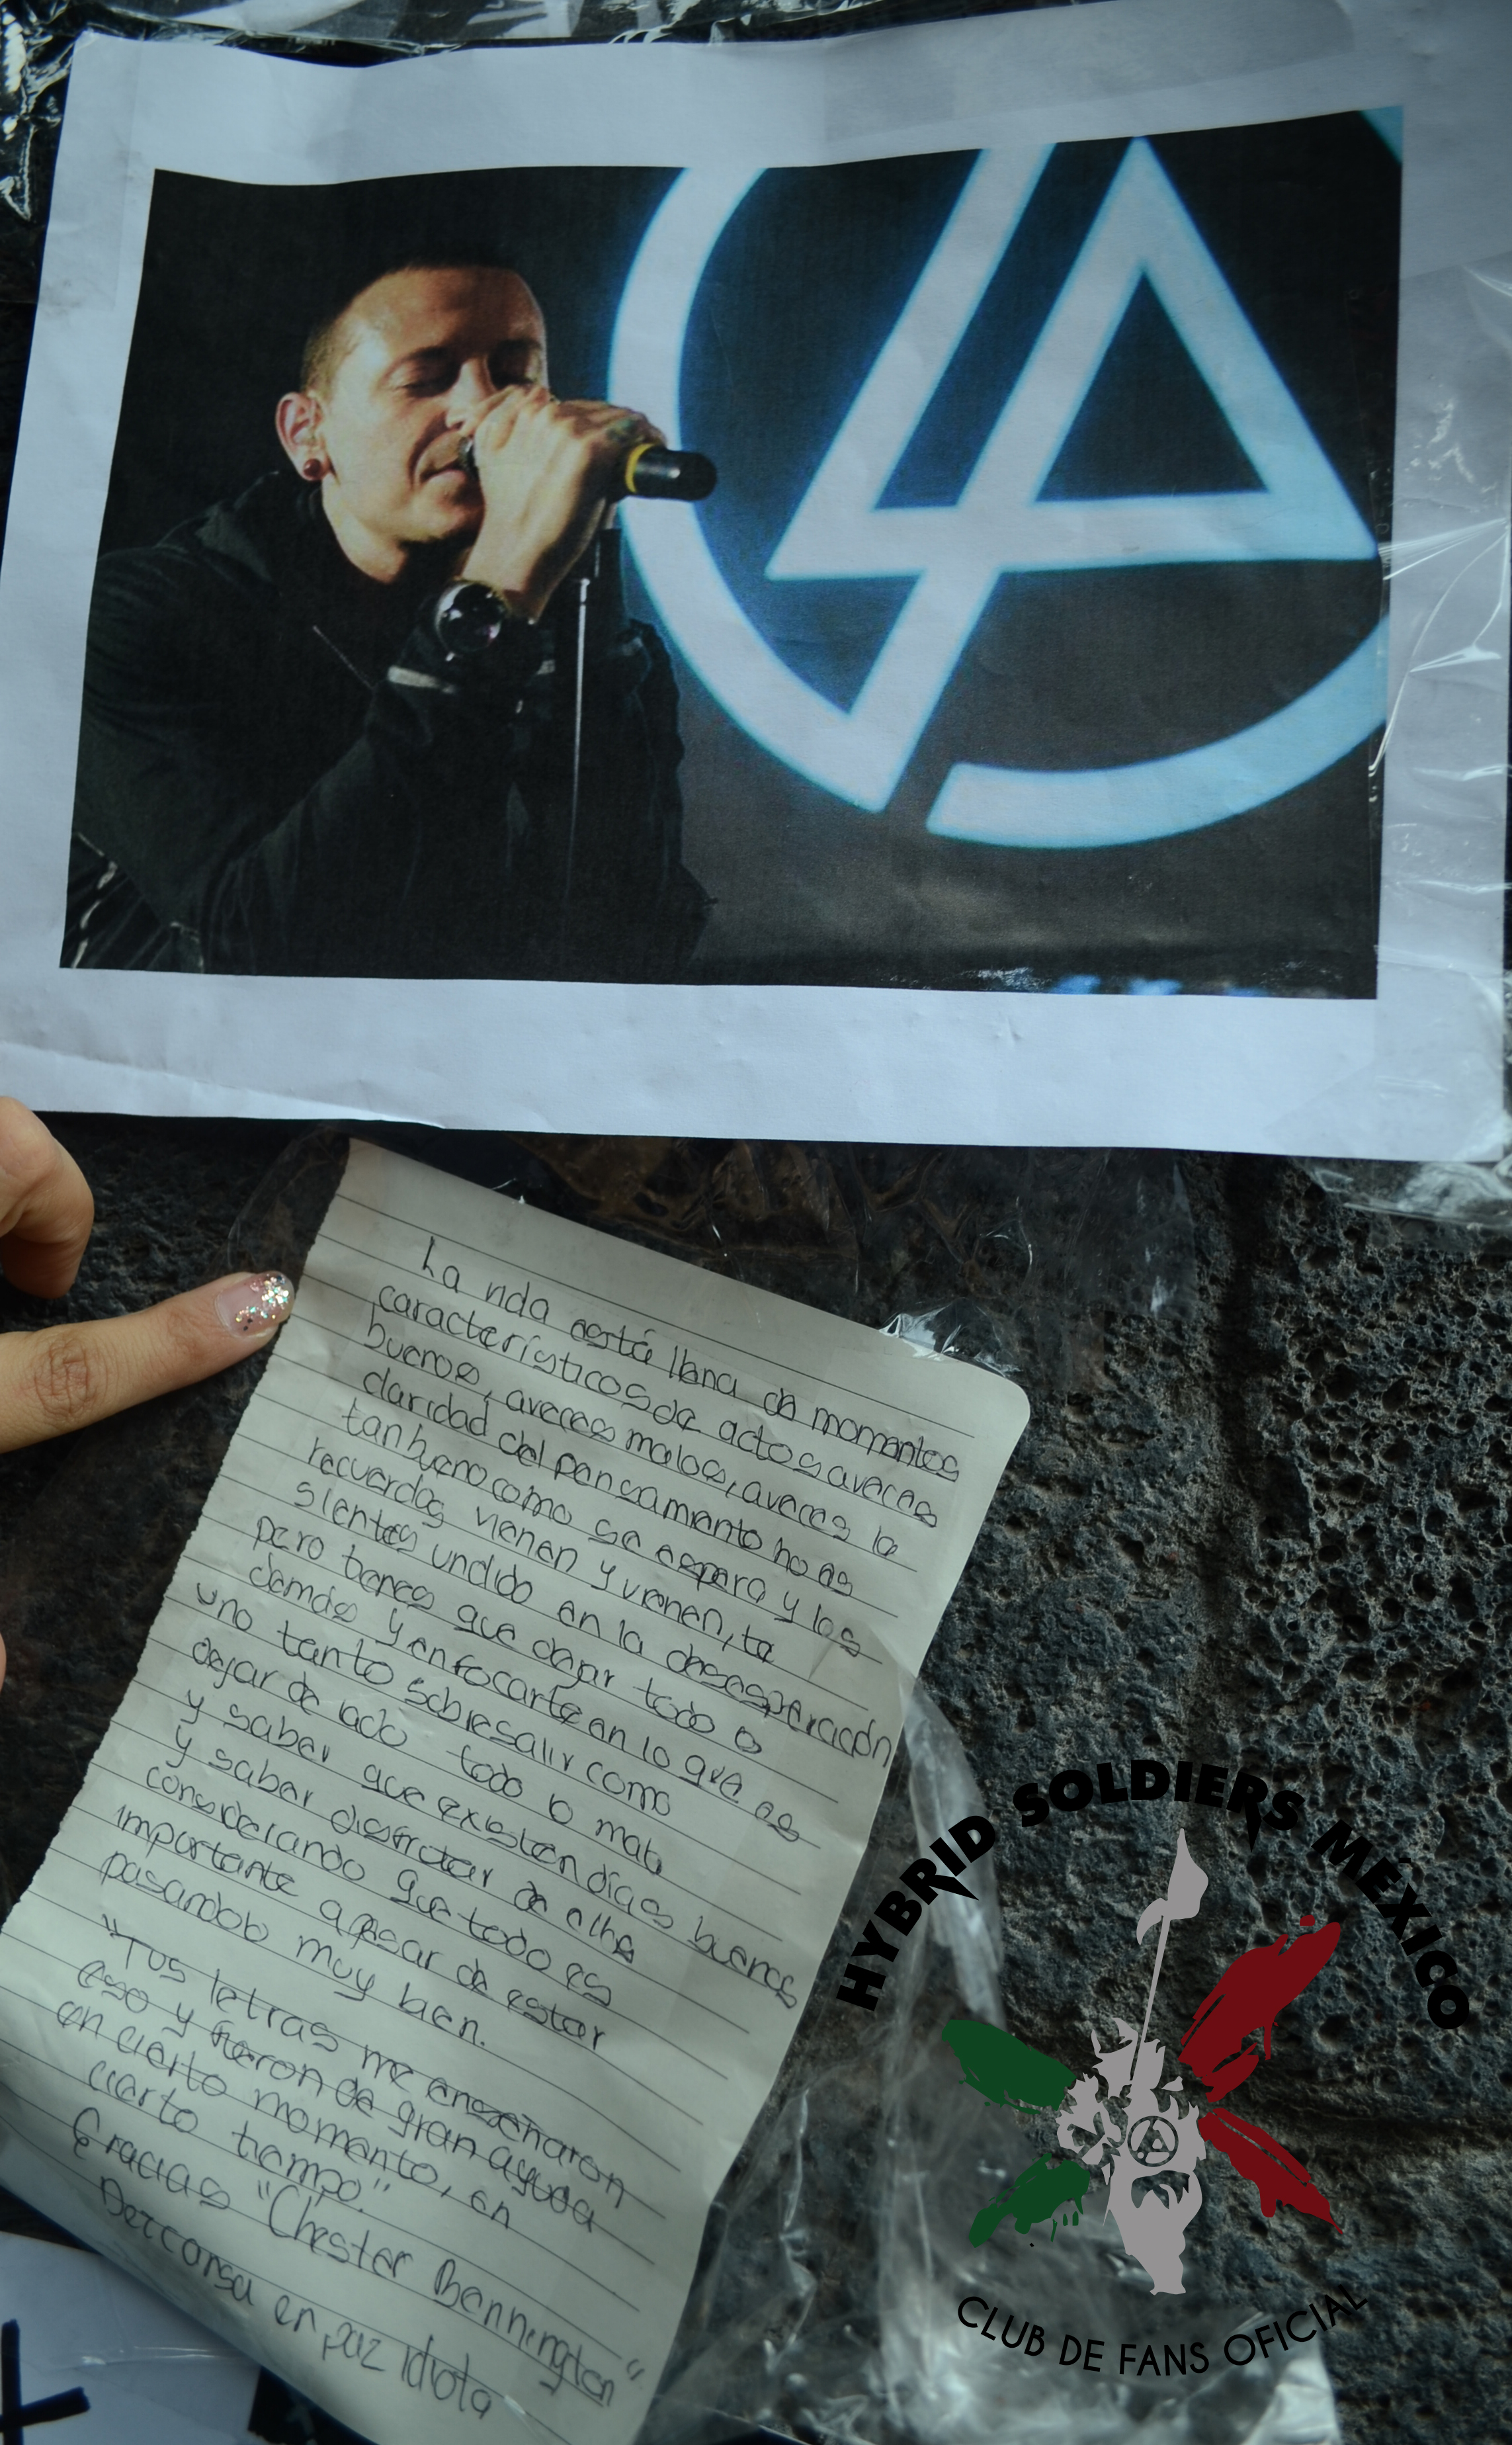 La vida está llena de momentos
característicos de actos aveces
buenos, aveces malos, aveces la
claridad del pensamiento no es
tan bueno como se espera y los
recuerdos vienen y vienen, te
sientes undido en la desesperación
pero tienes que dejar todo lo
demás y enfocarte en lo que es
uno tanto sobresalir como
dejar de lado todo lo malo
y saber que existen días buenos
y saber disfrutar de ellos
considerando que todo es
importante apesar de estar
pasandolo muy bien.
"Tus letras me enseñaron
eso y fueron de gran ayuda
en cierto momento, en
cierto tiempo."
Gracias "Chester Bennington"
Descansa en paz Idiota
HYBRID SOLDIERS MÉXICO
CLUB DE FANS OFICIAL